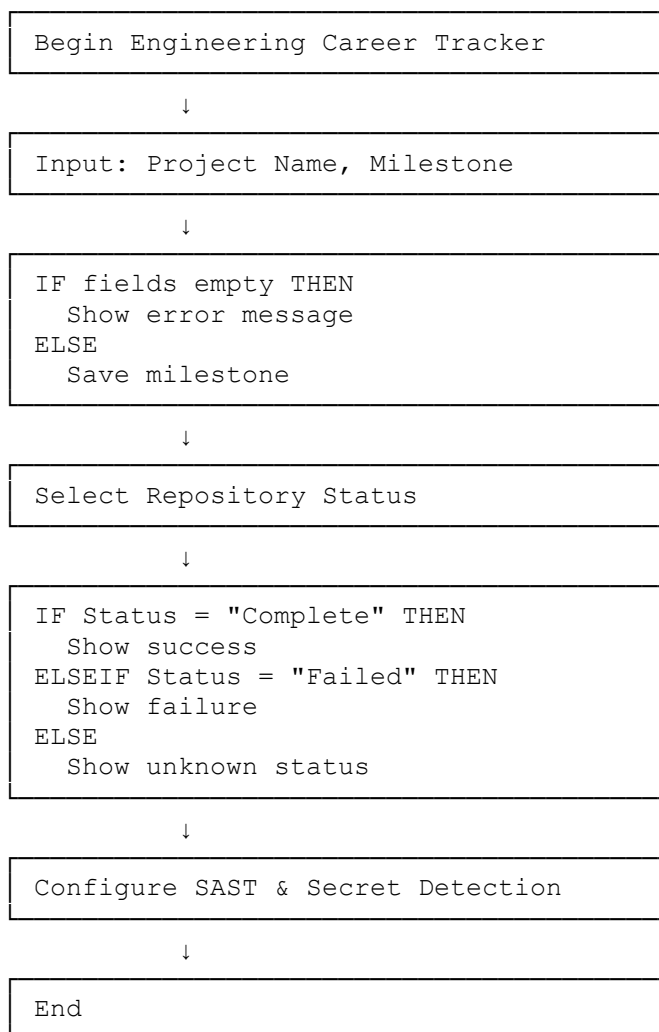 Begin Engineering Career Tracker
↓
Input: Project Name, Milestone
↓
IF fields empty THEN
Show error message
ELSE
Save milestone
↓
Select Repository Status
↓
IF Status = "Complete" THEN
Show success
ELSEIF Status = "Failed" THEN
Show failure
ELSE
Show unknown status
↓
Configure SAST & Secret Detection
↓
End